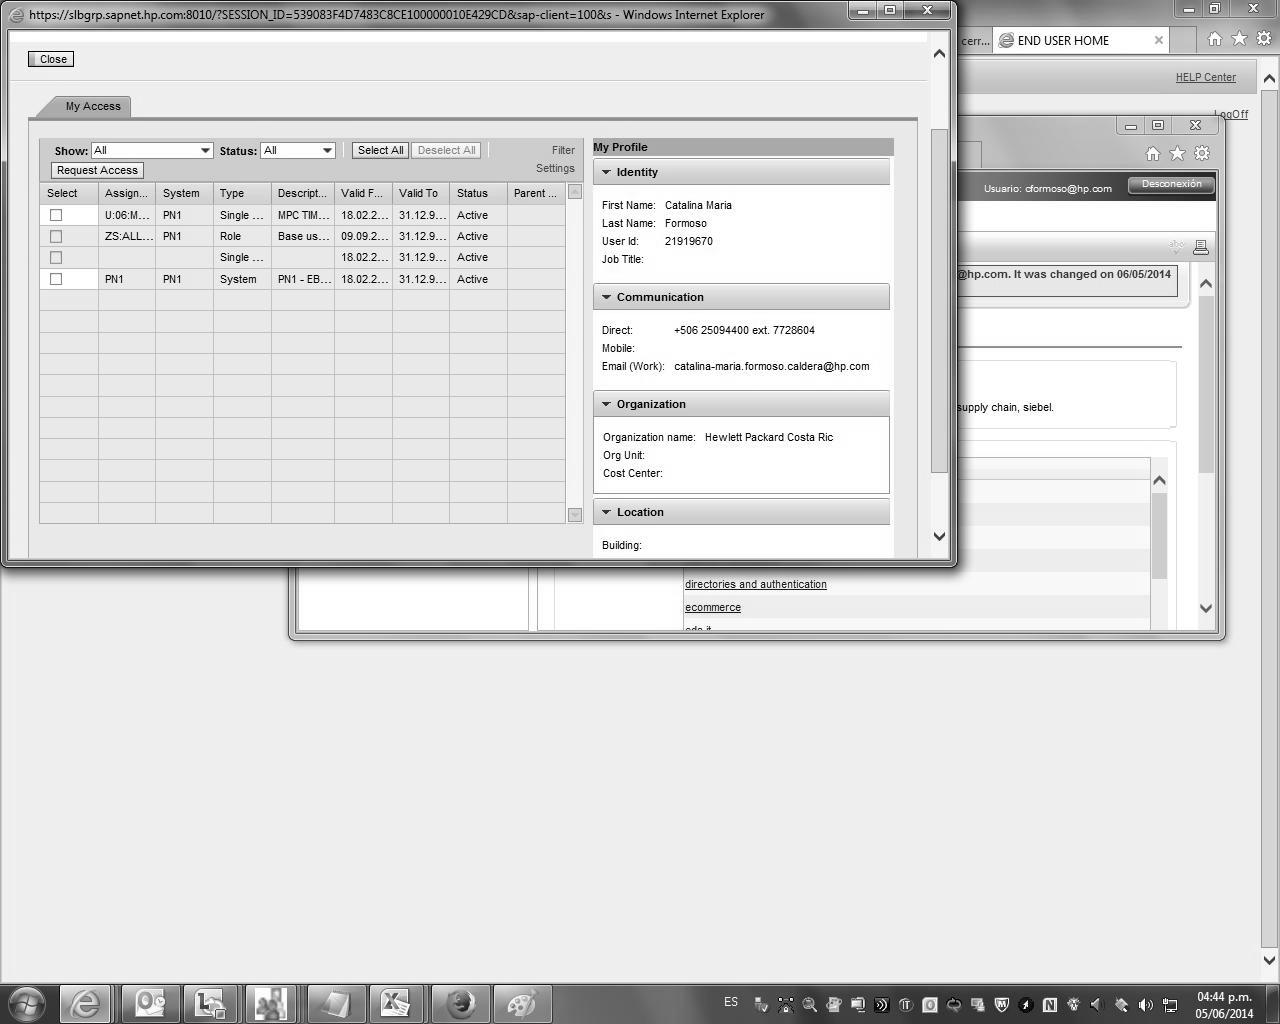 https://slbgrp.sapnet.hp.com:8010/?SESSION_ID=539083F4D7483C8CE100000010E429CD&sap-client=100&s - Windows Internet Explorer
Close
My Access
Show: All Status: All Select All Deselect All Filter
Request Access Settings
Select Assign... System Type Descript... Valid F... Valid To Status Parent ...
U:06:M... PN1 Single ... MPC TIM... 18.02.2... 31.12.9... Active
ZS:ALL... PN1 Role Base us... 09.09.2... 31.12.9... Active
Single ... 18.02.2... 31.12.9... Active
PN1 PN1 System PN1 - EB... 18.02.2... 31.12.9... Active
My Profile
Identity
First Name: Catalina Maria
Last Name: Formoso
User Id: 21919670
Job Title:
Communication
Direct: +506 25094400 ext. 7728604
Mobile:
Email (Work): catalina-maria.formoso.caldera@hp.com
Organization
Organization name: Hewlett Packard Costa Ric
Org Unit:
Cost Center:
Location
Building:
cerr... END USER HOME
HELP Center
LogOff
Usuario: cformoso@hp.com Desconexión
@hp.com. It was changed on 06/05/2014
supply chain, siebel.
directories and authentication
ecommerce
ES 04:44 p.m.
05/06/2014